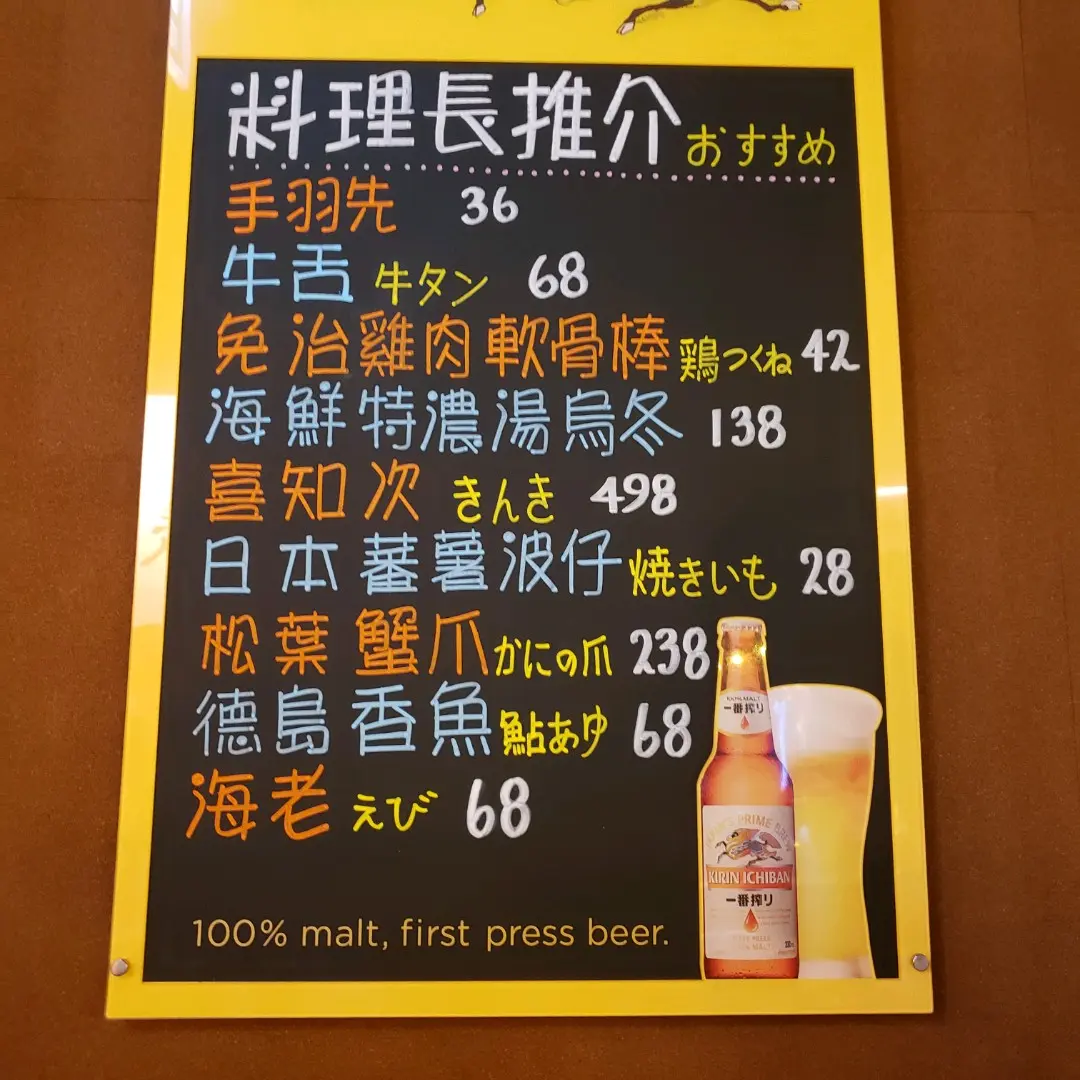 料理長推介 おすすめ
手羽先 36
牛舌 牛タン 68
免治雞肉軟骨棒 鶏つくね 42
海鮮特濃湯烏冬 138
喜知次 きんき 498
日本蕃薯波仔 焼きいも 28
松葉蟹爪 かにの爪 238
德島香魚 鮎あゆ 68
海老 えび 68
一番搾り
KIRIN ICHIBAN
一番搾り
100% malt, first press beer.